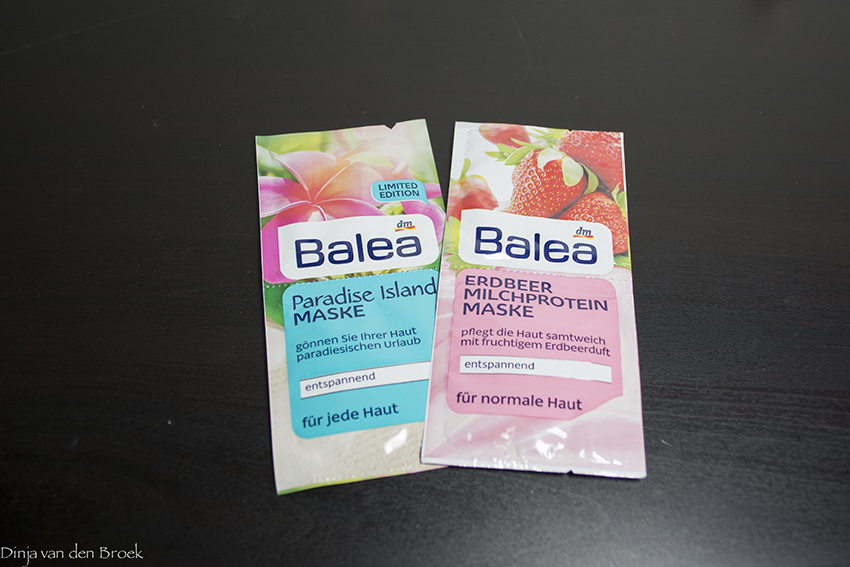 LIMITED
EDITION
dm
Balea
Paradise Island
MASKE
gönnen Sie Ihrer Haut
paradiesischen Urlaub
entspannend
für jede Haut
dm
Balea
ERDBEER
MILCHPROTEIN
MASKE
pflegt die Haut samtweich
mit fruchtigem Erdbeerduft
entspannend
für normale Haut
Dinja van den Broek